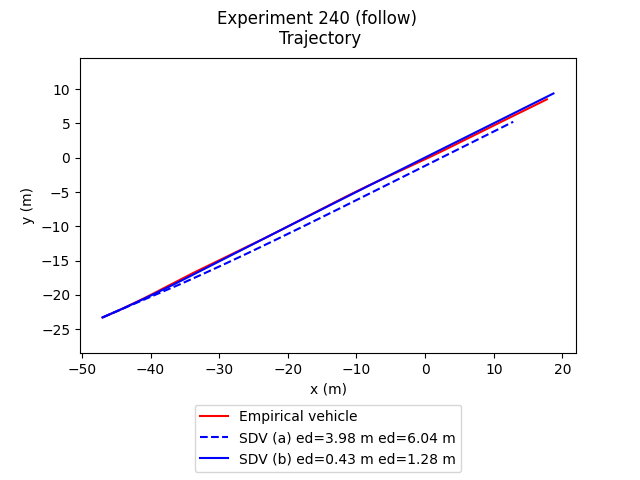 Experiment 240 (follow)
Trajectory
10
5
0
−5
−10
−15
−20
−25
y (m)
−50
−40
−30
−20
−10
0
10
20
x (m)
Empirical vehicle
SDV (a) ed=3.98 m ed=6.04 m
SDV (b) ed=0.43 m ed=1.28 m